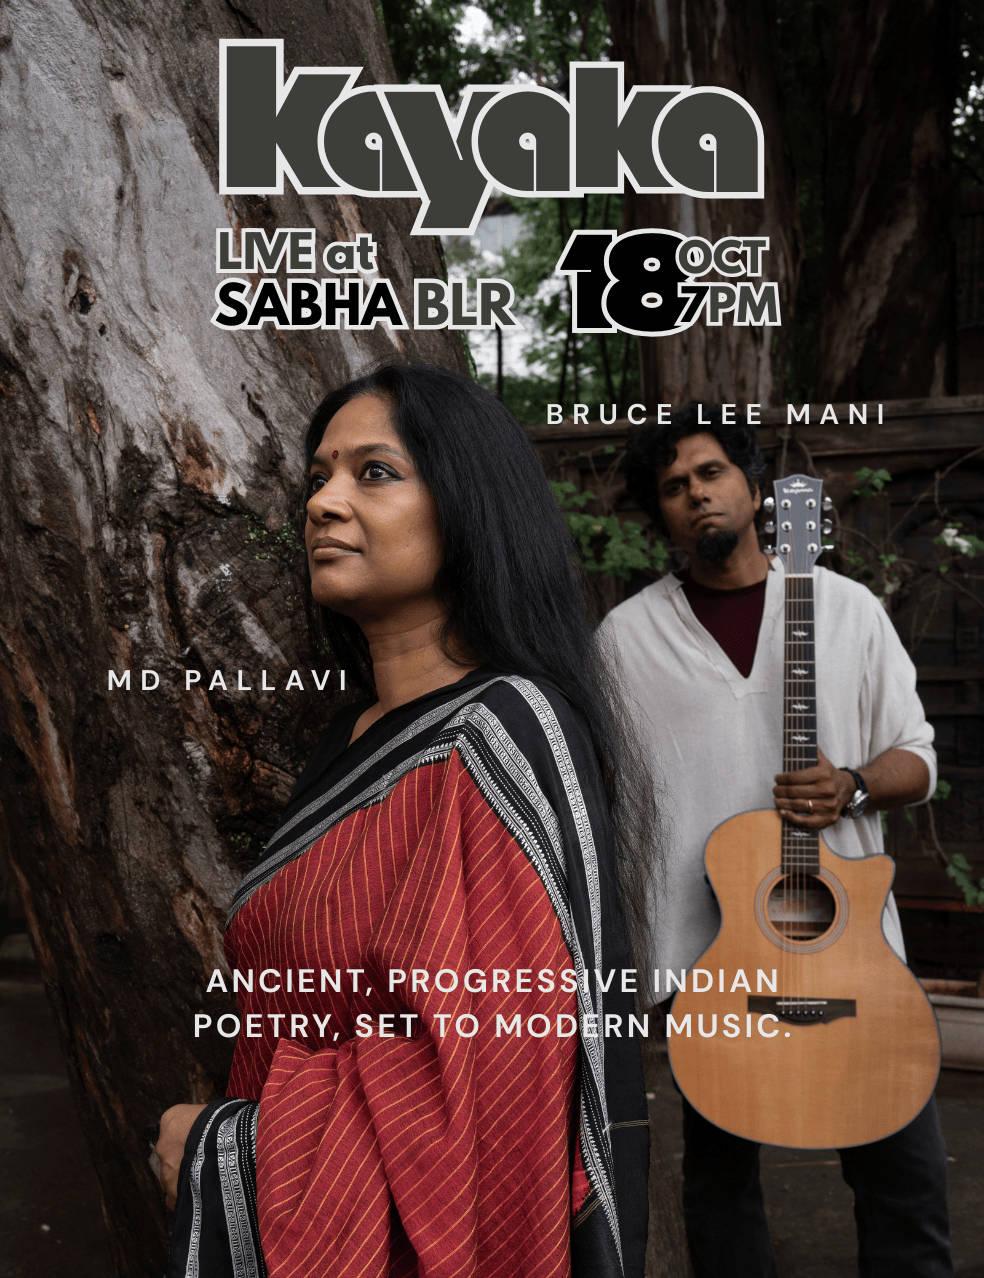 Kayaka
LIVE at
SABHA BLR
18 OCT
7PM
BRUCE LEE MANI
MD PALLAVI
ANCIENT, PROGRESSIVE INDIAN
POETRY, SET TO MODERN MUSIC.